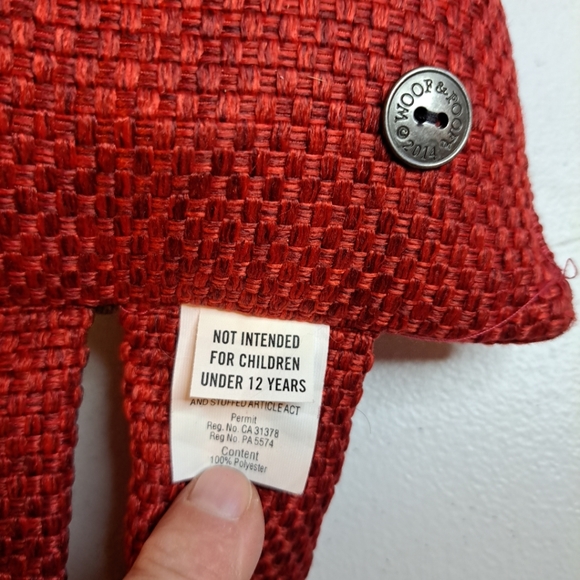 © WOOF & POOF ® 2014
NOT INTENDED
FOR CHILDREN
UNDER 12 YEARS
AND STUFFED ARTICLE ACT
Permit
Reg. No. CA 31378
Reg No. PA 5574
Content
100% Polyester